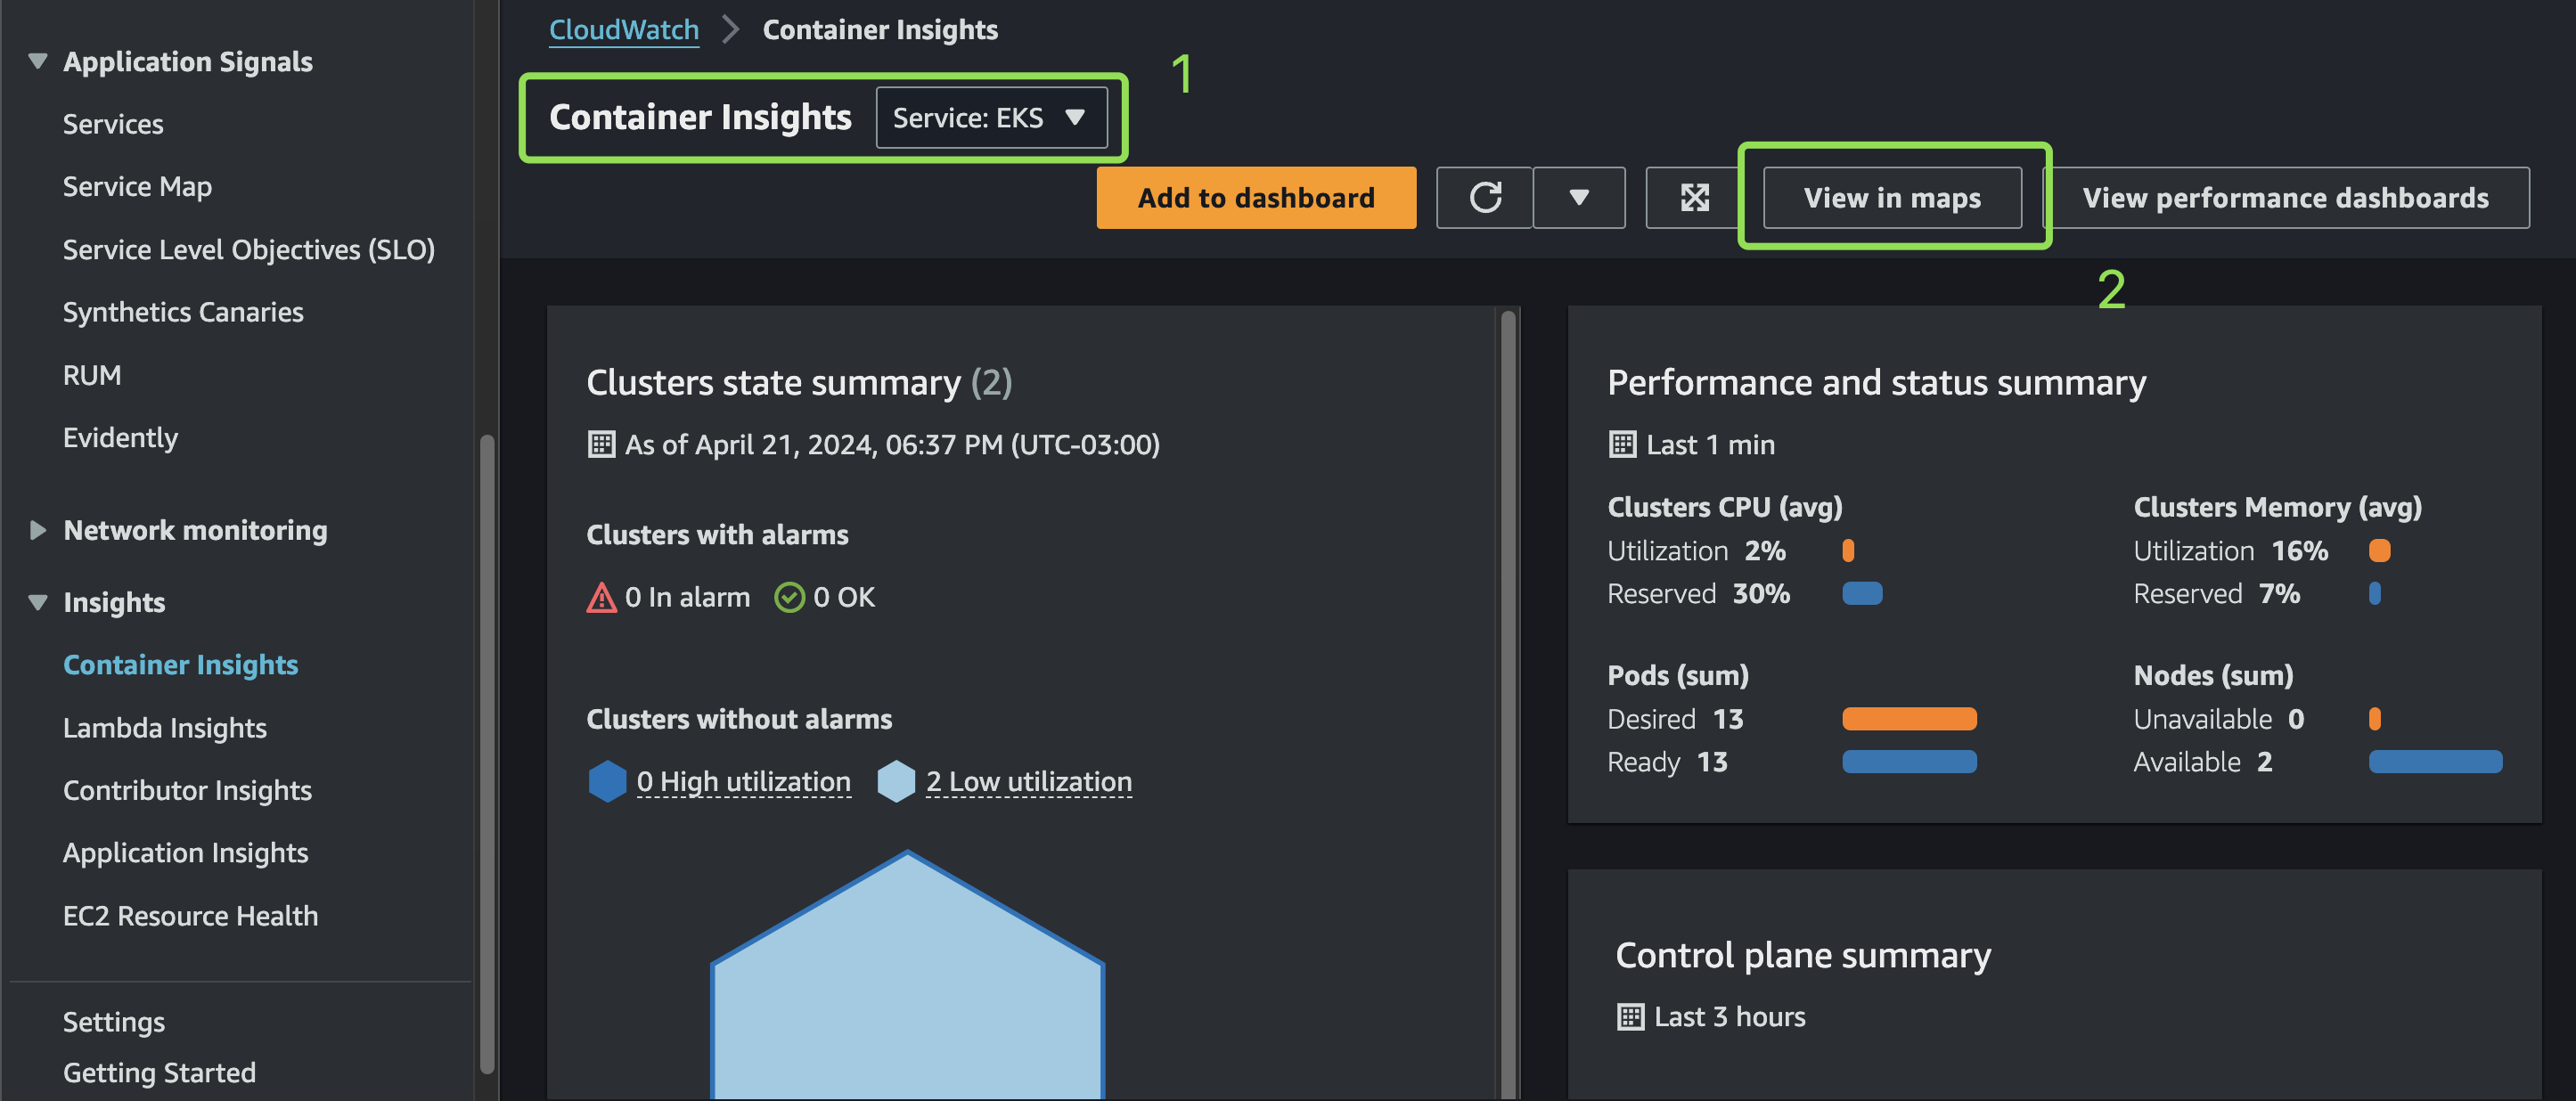 Application Signals
Services
Service Map
Service Level Objectives (SLO)
Synthetics Canaries
RUM
Evidently
Network monitoring
Insights
Container Insights
Lambda Insights
Contributor Insights
Application Insights
EC2 Resource Health
Settings
Getting Started
CloudWatch Container Insights
1
Container Insights Service: EKS
Add to dashboard View in maps View performance dashboards
2
Clusters state summary (2)
As of April 21, 2024, 06:37 PM (UTC-03:00)
Clusters with alarms
0 In alarm 0 OK
Clusters without alarms
0 High utilization 2 Low utilization
Performance and status summary
Last 1 min
Clusters CPU (avg)
Utilization 2%
Reserved 30%
Clusters Memory (avg)
Utilization 16%
Reserved 7%
Pods (sum)
Desired 13
Ready 13
Nodes (sum)
Unavailable 0
Available 2
Control plane summary
Last 3 hours